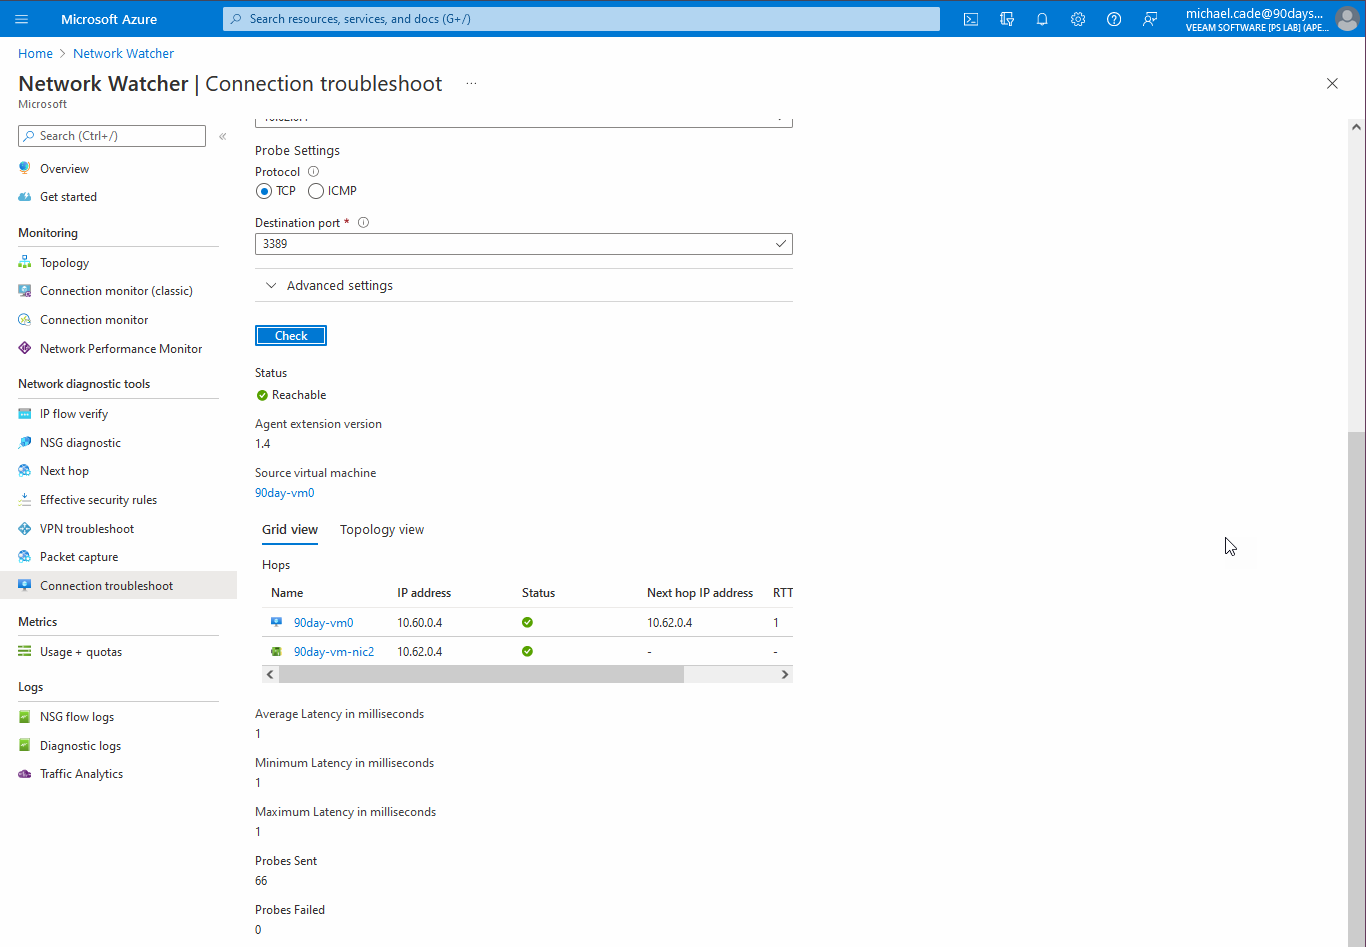 Microsoft Azure
Search resources, services, and docs (G+/)
michael.cade@90days...
VEEAM SOFTWARE [PS LAB] (APE...
Home > Network Watcher
Network Watcher | Connection troubleshoot ...
Microsoft
Search (Ctrl+/)
«
Overview
Get started
Monitoring
Topology
Connection monitor (classic)
Connection monitor
Network Performance Monitor
Network diagnostic tools
IP flow verify
NSG diagnostic
Next hop
Effective security rules
VPN troubleshoot
Packet capture
Connection troubleshoot
Metrics
Usage + quotas
Logs
NSG flow logs
Diagnostic logs
Traffic Analytics
Probe Settings
Protocol
TCP ICMP
Destination port *
3389
Advanced settings
Check
Status
Reachable
Agent extension version
1.4
Source virtual machine
90day-vm0
Grid view Topology view
Hops
Name IP address Status Next hop IP address RTT
90day-vm0 10.60.0.4 10.62.0.4 1
90day-vm-nic2 10.62.0.4 - -
Average Latency in milliseconds
1
Minimum Latency in milliseconds
1
Maximum Latency in milliseconds
1
Probes Sent
66
Probes Failed
0